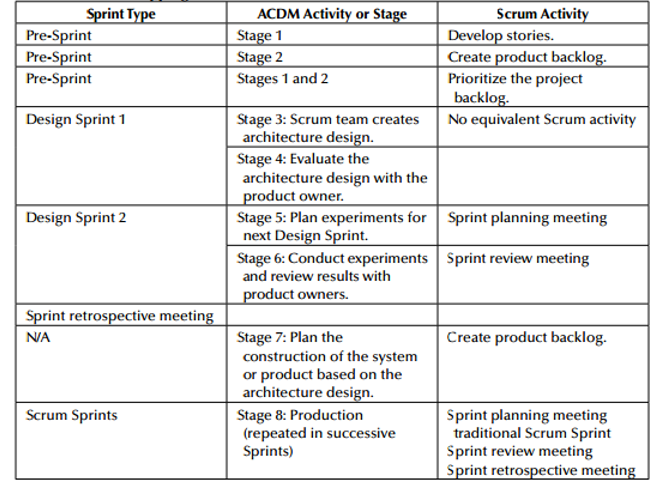 Sprint Type ACDM Activity or Stage Scrum Activity
Pre-Sprint Stage 1 Develop stories.
Pre-Sprint Stage 2 Create product backlog.
Pre-Sprint Stages 1 and 2 Prioritize the project
backlog.
Design Sprint 1 Stage 3: Scrum team creates No equivalent Scrum activity
architecture design.
Stage 4: Evaluate the
architecture design with the
product owner.
Design Sprint 2 Stage 5: Plan experiments for Sprint planning meeting
next Design Sprint.
Stage 6: Conduct experiments Sprint review meeting
and review results with
product owners.
Sprint retrospective meeting
N/A Stage 7: Plan the Create product backlog.
construction of the system
or product based on the
architecture design.
Scrum Sprints Stage 8: Production Sprint planning meeting
(repeated in successive traditional Scrum Sprint
Sprints) Sprint review meeting
Sprint retrospective meeting